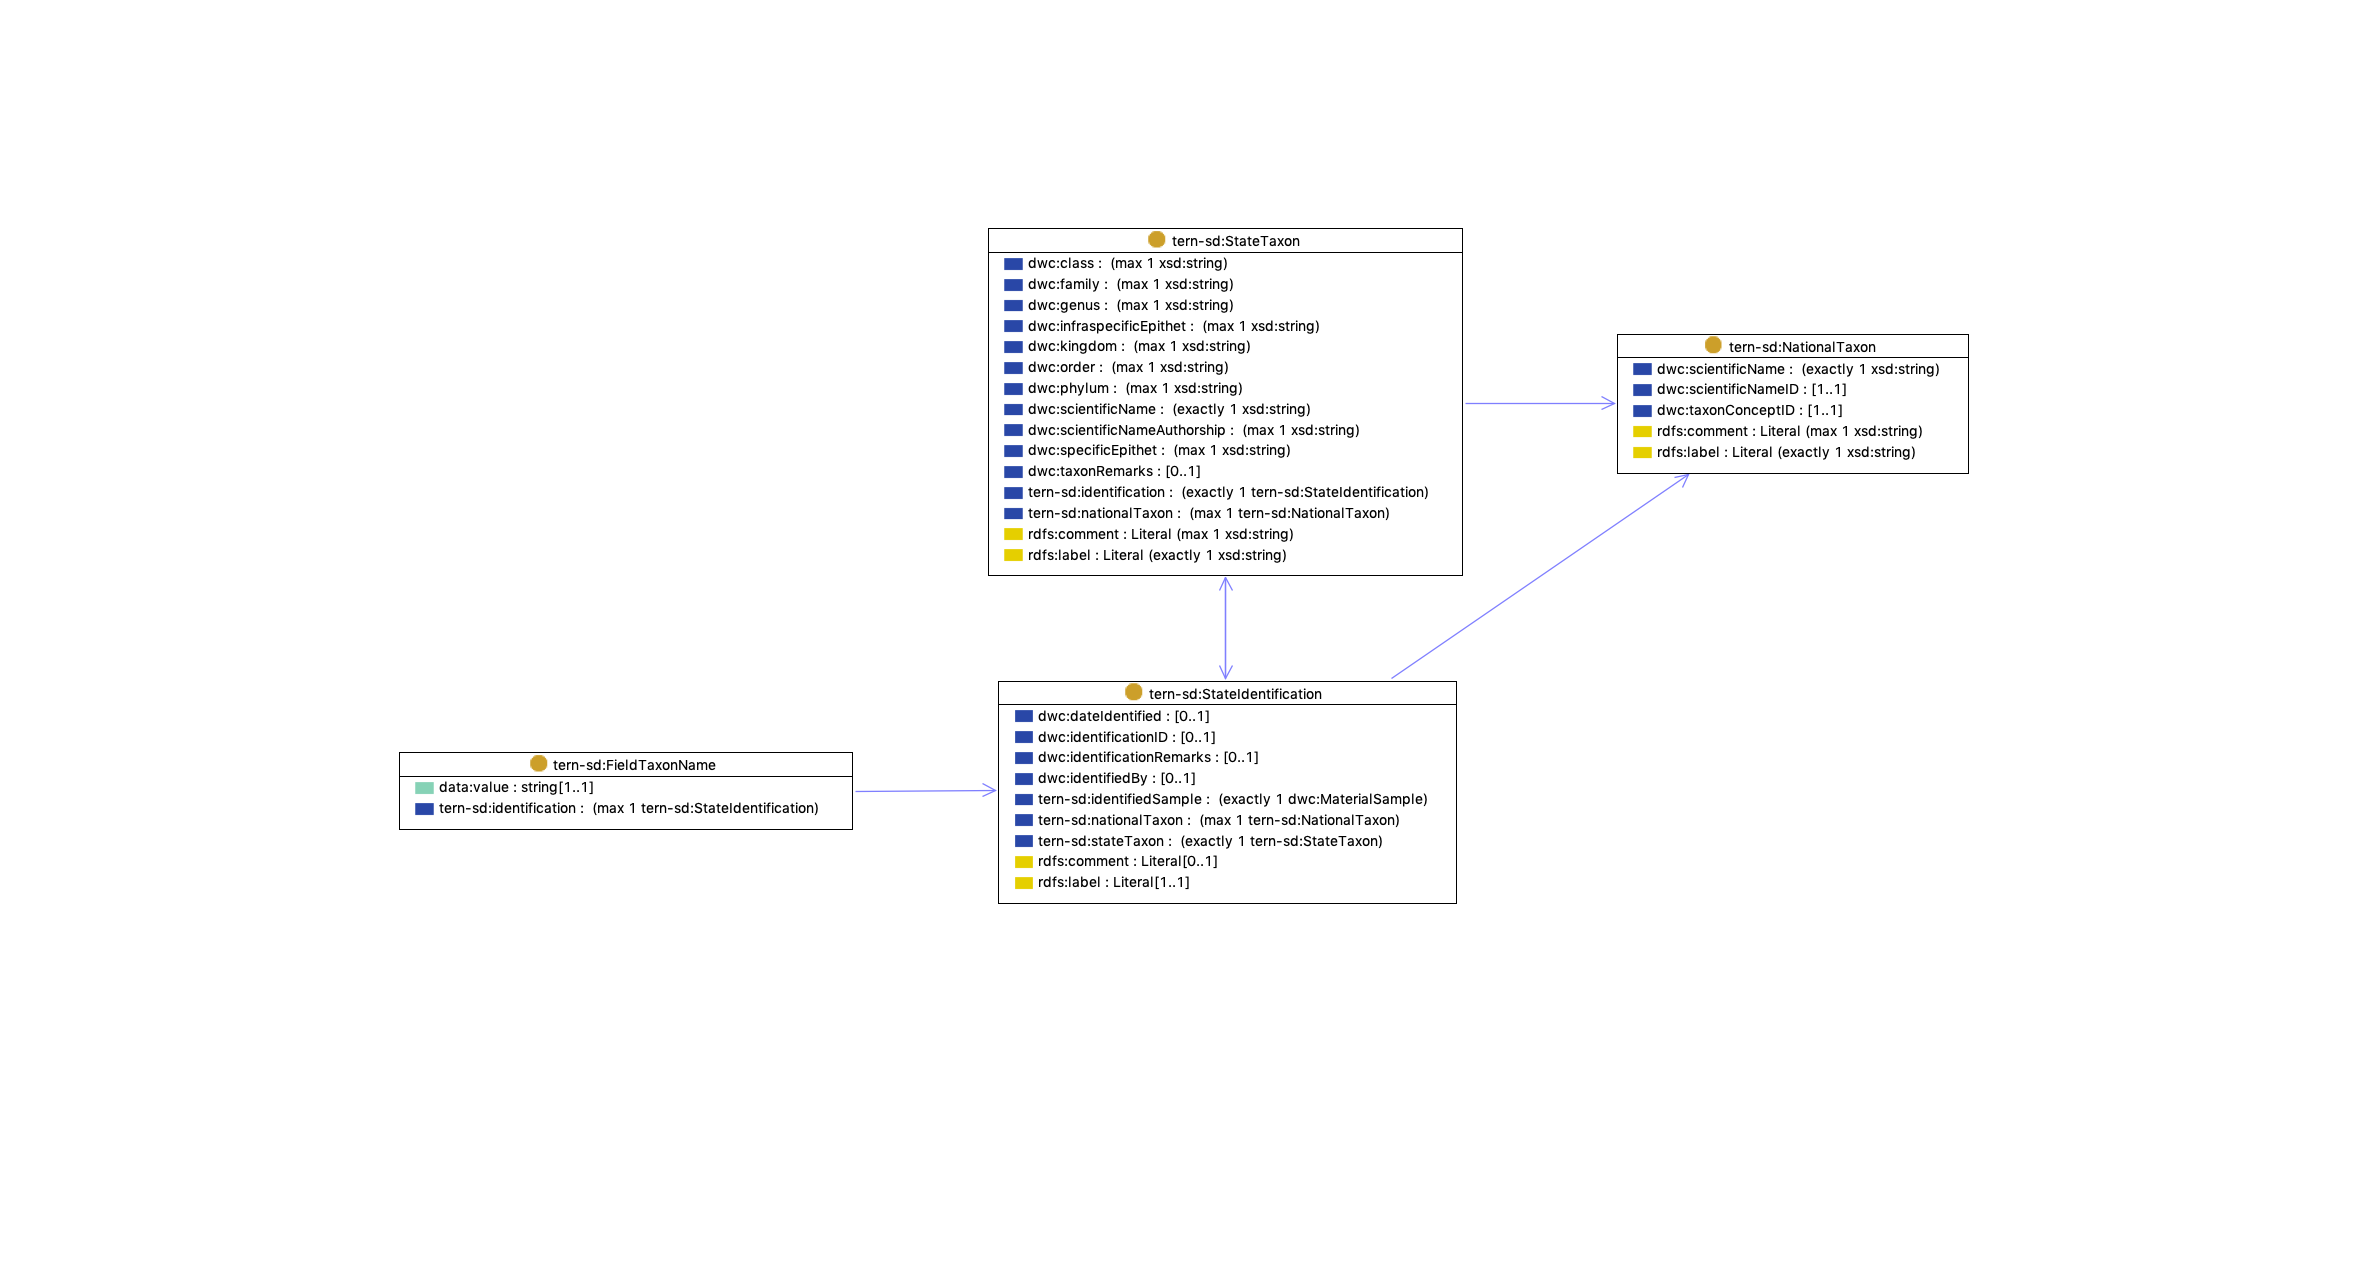 tern-sd:StateTaxon
dwc:class :  (max 1 xsd:string)
dwc:family :  (max 1 xsd:string)
dwc:genus :  (max 1 xsd:string)
dwc:infraspecificEpithet :  (max 1 xsd:string)
dwc:kingdom :  (max 1 xsd:string)
dwc:order :  (max 1 xsd:string)
dwc:phylum :  (max 1 xsd:string)
dwc:scientificName :  (exactly 1 xsd:string)
dwc:scientificNameAuthorship :  (max 1 xsd:string)
dwc:specificEpithet :  (max 1 xsd:string)
dwc:taxonRemarks : [0..1]
tern-sd:identification :  (exactly 1 tern-sd:StateIdentification)
tern-sd:nationalTaxon :  (max 1 tern-sd:NationalTaxon)
rdfs:comment : Literal (max 1 xsd:string)
rdfs:label : Literal (exactly 1 xsd:string)
tern-sd:NationalTaxon
dwc:scientificName :  (exactly 1 xsd:string)
dwc:scientificNameID : [1..1]
dwc:taxonConceptID : [1..1]
rdfs:comment : Literal (max 1 xsd:string)
rdfs:label : Literal (exactly 1 xsd:string)
tern-sd:FieldTaxonName
data:value : string[1..1]
tern-sd:identification :  (max 1 tern-sd:StateIdentification)
tern-sd:StateIdentification
dwc:dateIdentified : [0..1]
dwc:identificationID : [0..1]
dwc:identificationRemarks : [0..1]
dwc:identifiedBy : [0..1]
tern-sd:identifiedSample :  (exactly 1 dwc:MaterialSample)
tern-sd:nationalTaxon :  (max 1 tern-sd:NationalTaxon)
tern-sd:stateTaxon :  (exactly 1 tern-sd:StateTaxon)
rdfs:comment : Literal[0..1]
rdfs:label : Literal[1..1]